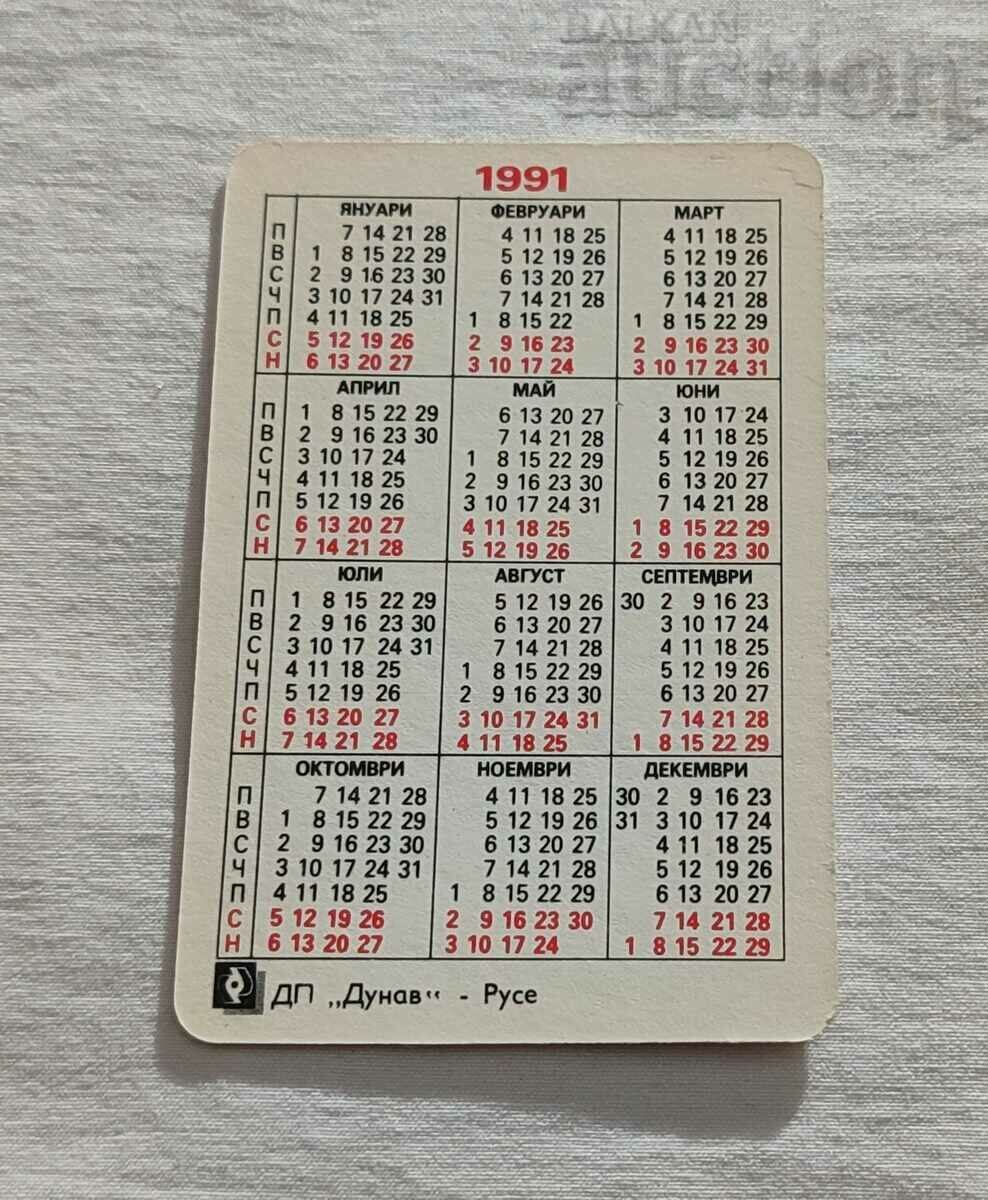 BALKAN
auction
1991
ЯНУАРИ ФЕВРУАРИ МАРТ
П 7 14 21 28 4 11 18 25 4 11 18 25
В 1 8 15 22 29 5 12 19 26 5 12 19 26
С 2 9 16 23 30 6 13 20 27 6 13 20 27
Ч 3 10 17 24 31 7 14 21 28 7 14 21 28
П 4 11 18 25 1 8 15 22 1 8 15 22 29
С 5 12 19 26 2 9 16 23 2 9 16 23 30
Н 6 13 20 27 3 10 17 24 3 10 17 24 31
АПРИЛ МАЙ ЮНИ
П 1 8 15 22 29 6 13 20 27 3 10 17 24
В 2 9 16 23 30 7 14 21 28 4 11 18 25
С 3 10 17 24 1 8 15 22 29 5 12 19 26
Ч 4 11 18 25 2 9 16 23 30 6 13 20 27
П 5 12 19 26 3 10 17 24 31 7 14 21 28
С 6 13 20 27 4 11 18 25 1 8 15 22 29
Н 7 14 21 28 5 12 19 26 2 9 16 23 30
ЮЛИ АВГУСТ СЕПТЕМВРИ
П 1 8 15 22 29 5 12 19 26 30 2 9 16 23
В 2 9 16 23 30 6 13 20 27 3 10 17 24
С 3 10 17 24 31 7 14 21 28 4 11 18 25
Ч 4 11 18 25 1 8 15 22 29 5 12 19 26
П 5 12 19 26 2 9 16 23 30 6 13 20 27
С 6 13 20 27 3 10 17 24 31 7 14 21 28
Н 7 14 21 28 4 11 18 25 1 8 15 22 29
ОКТОМВРИ НОЕМВРИ ДЕКЕМВРИ
П 7 14 21 28 4 11 18 25 30 2 9 16 23
В 1 8 15 22 29 5 12 19 26 31 3 10 17 24
С 2 9 16 23 30 6 13 20 27 4 11 18 25
Ч 3 10 17 24 31 7 14 21 28 5 12 19 26
П 4 11 18 25 1 8 15 22 29 6 13 20 27
С 5 12 19 26 2 9 16 23 30 7 14 21 28
Н 6 13 20 27 3 10 17 24 1 8 15 22 29
ДП „Дунав“ - Русе